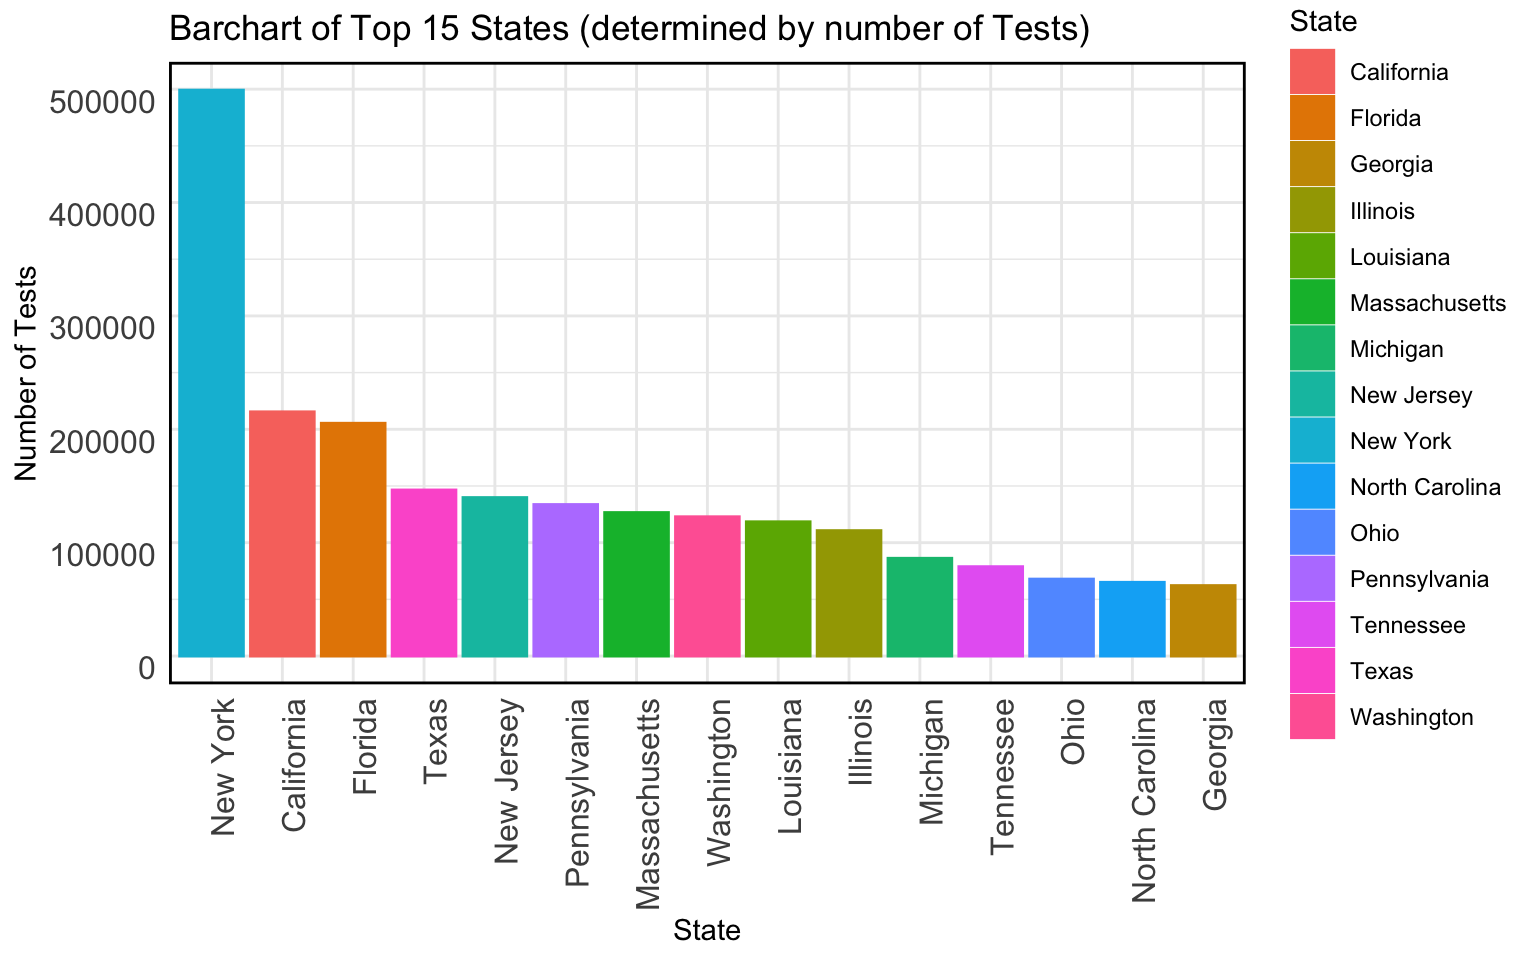 Barchart of Top 15 States (determined by number of Tests)
Number of Tests
500000
400000
300000
200000
100000
0
New York
California
Florida
Texas
New Jersey
Pennsylvania
Massachusetts
Washington
Louisiana
Illinois
Michigan
Tennessee
Ohio
North Carolina
Georgia
State
State
California
Florida
Georgia
Illinois
Louisiana
Massachusetts
Michigan
New Jersey
New York
North Carolina
Ohio
Pennsylvania
Tennessee
Texas
Washington